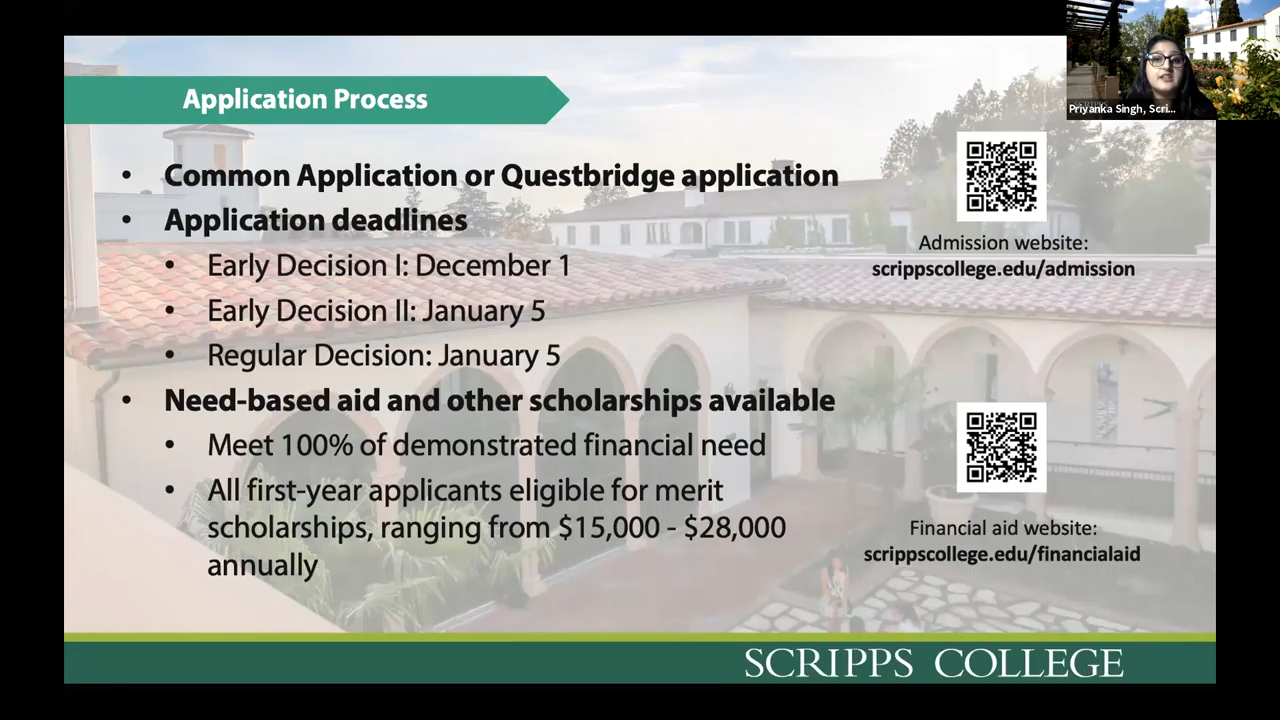 Application Process
Priyanka Singh, Scri...
• Common Application or Questbridge application
• Application deadlines
• Early Decision I: December 1
• Early Decision II: January 5
• Regular Decision: January 5
• Need-based aid and other scholarships available
• Meet 100% of demonstrated financial need
• All first-year applicants eligible for merit
scholarships, ranging from $15,000 - $28,000
annually
Admission website:
scrippscollege.edu/admission
Financial aid website:
scrippscollege.edu/financialaid
SCRIPPS COLLEGE